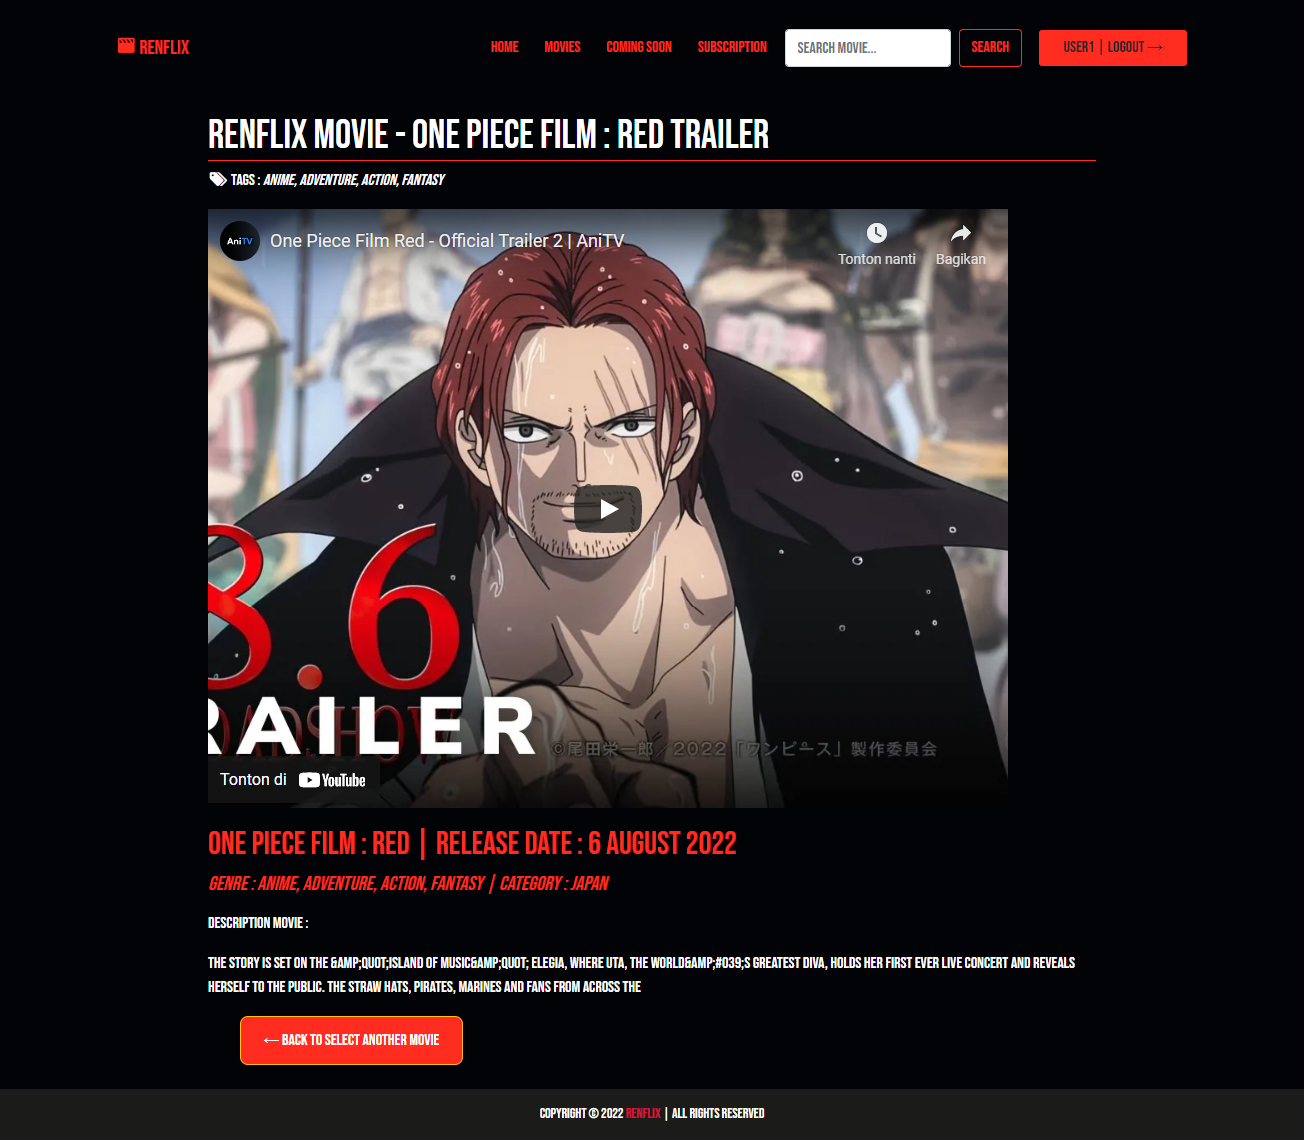 RENFLIX
HOME MOVIES COMING SOON SUBSCRIPTION SEARCH MOVIE... SEARCH USER1 | LOGOUT →
RENFLIX MOVIE - ONE PIECE FILM : RED TRAILER
TAGS : ANIME, ADVENTURE, ACTION, FANTASY
AniTV
One Piece Film Red - Official Trailer 2 | AniTV
Tonton nanti Bagikan
8.6
ROADSHOW
RAILER
©尾田栄一郎／2022「ワンピース」製作委員会
Tonton di YouTube
ONE PIECE FILM : RED | RELEASE DATE : 6 AUGUST 2022
GENRE : ANIME, ADVENTURE, ACTION, FANTASY | CATEGORY : JAPAN
DESCRIPTION MOVIE :
THE STORY IS SET ON THE &AMP;QUOT;ISLAND OF MUSIC&AMP;QUOT; ELEGIA, WHERE UTA, THE WORLD&AMP;#039;S GREATEST DIVA, HOLDS HER FIRST EVER LIVE CONCERT AND REVEALS
HERSELF TO THE PUBLIC. THE STRAW HATS, PIRATES, MARINES AND FANS FROM ACROSS THE
← BACK TO SELECT ANOTHER MOVIE
COPYRIGHT © 2022 RENFLIX | ALL RIGHTS RESERVED